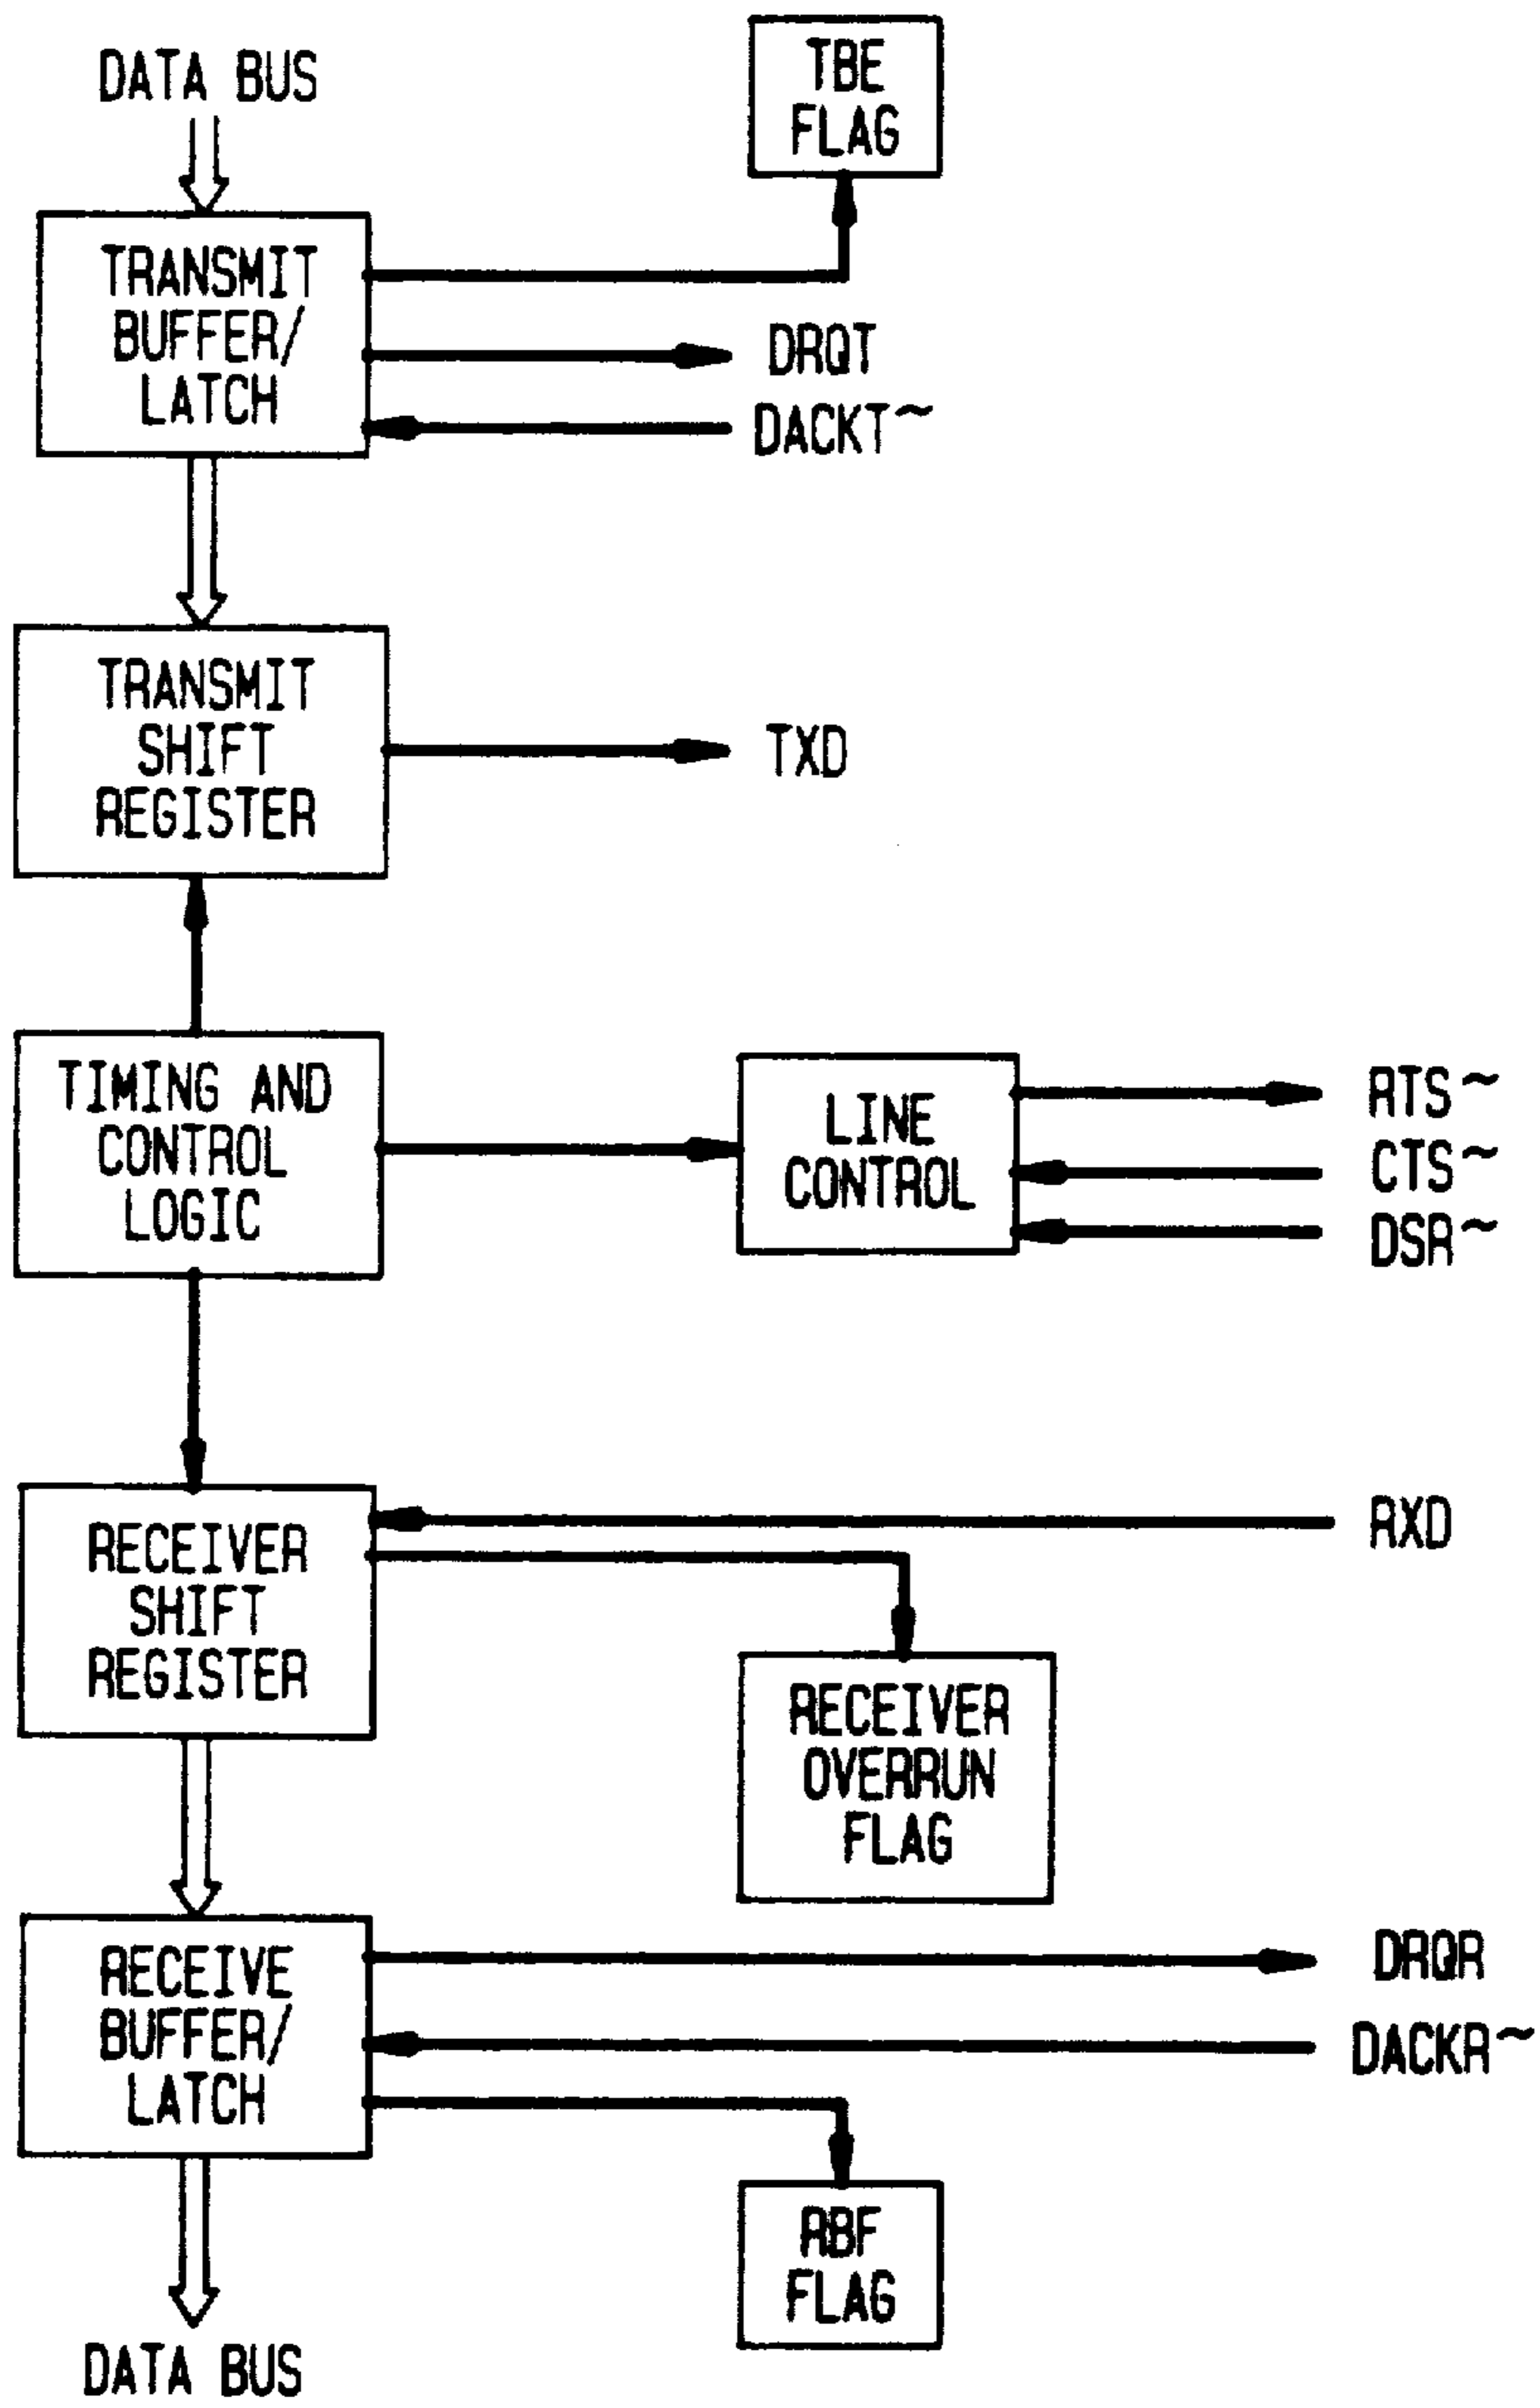 DATA BUS
TBE
FLAG
TRANSMIT
BUFFER/
LATCH
DRQT
DACKT~
TRANSMIT
SHIFT
REGISTER
TXD
TIMING AND
CONTROL
LOGIC
LINE
CONTROL
RTS~
CTS~
DSR~
RECEIVER
SHIFT
REGISTER
RXD
RECEIVER
OVERRUN
FLAG
RECEIVE
BUFFER/
LATCH
DRQR
DACKR~
RBF
FLAG
DATA BUS